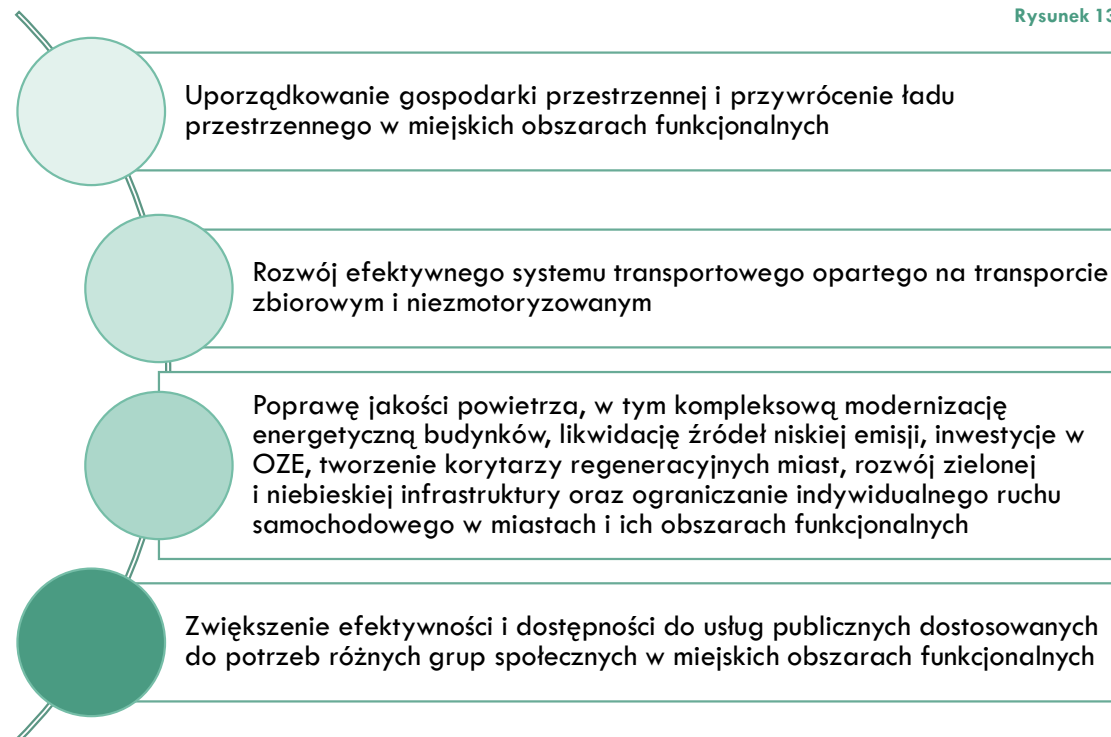 Rysunek 13
Uporządkowanie gospodarki przestrzennej i przywrócenie ładu
przestrzennego w miejskich obszarach funkcjonalnych
Rozwój efektywnego systemu transportowego opartego na transporcie
zbiorowym i niezmotoryzowanym
Poprawę jakości powietrza, w tym kompleksową modernizację
energetyczną budynków, likwidację źródeł niskiej emisji, inwestycje w
OZE, tworzenie korytarzy regeneracyjnych miast, rozwój zielonej
i niebieskiej infrastruktury oraz ograniczanie indywidualnego ruchu
samochodowego w miastach i ich obszarach funkcjonalnych
Zwiększenie efektywności i dostępności do usług publicznych dostosowanych
do potrzeb różnych grup społecznych w miejskich obszarach funkcjonalnych